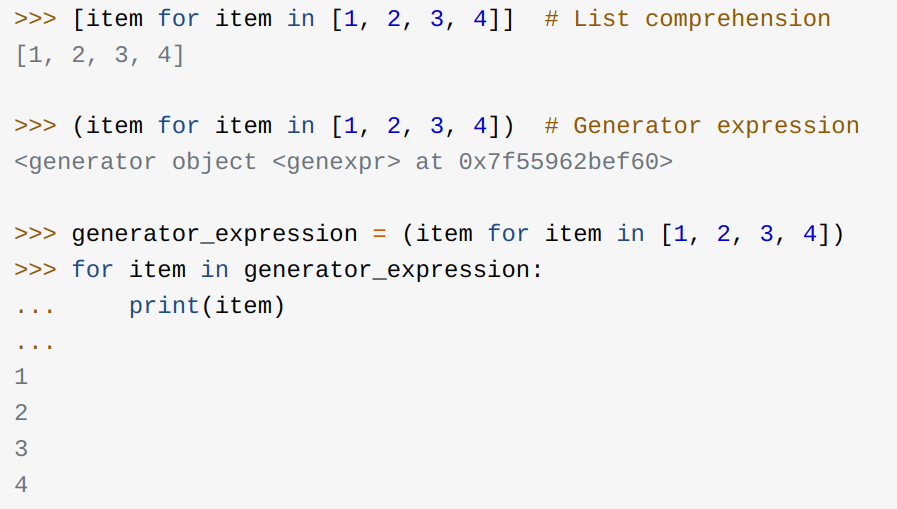 >>> [item for item in [1, 2, 3, 4]]  # List comprehension
[1, 2, 3, 4]
>>> (item for item in [1, 2, 3, 4])  # Generator expression
<generator object <genexpr> at 0x7f55962bef60>
>>> generator_expression = (item for item in [1, 2, 3, 4])
>>> for item in generator_expression:
...     print(item)
...
1
2
3
4